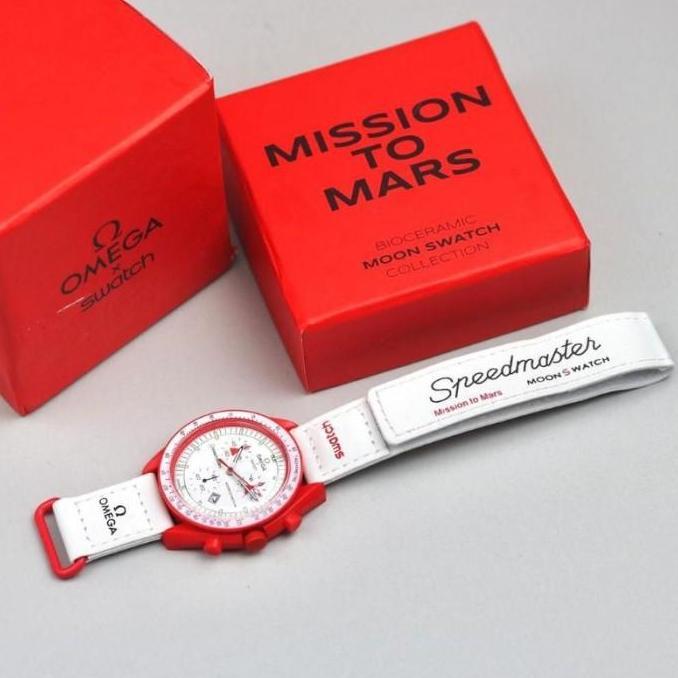 MISSION
TO
MARS
BIOCERAMIC
MOON SWATCH
COLLECTION
Ω
OMEGA
×
swatch
Speedmaster
MOONSWATCH
Mission to Mars
swatch
Ω
OMEGA